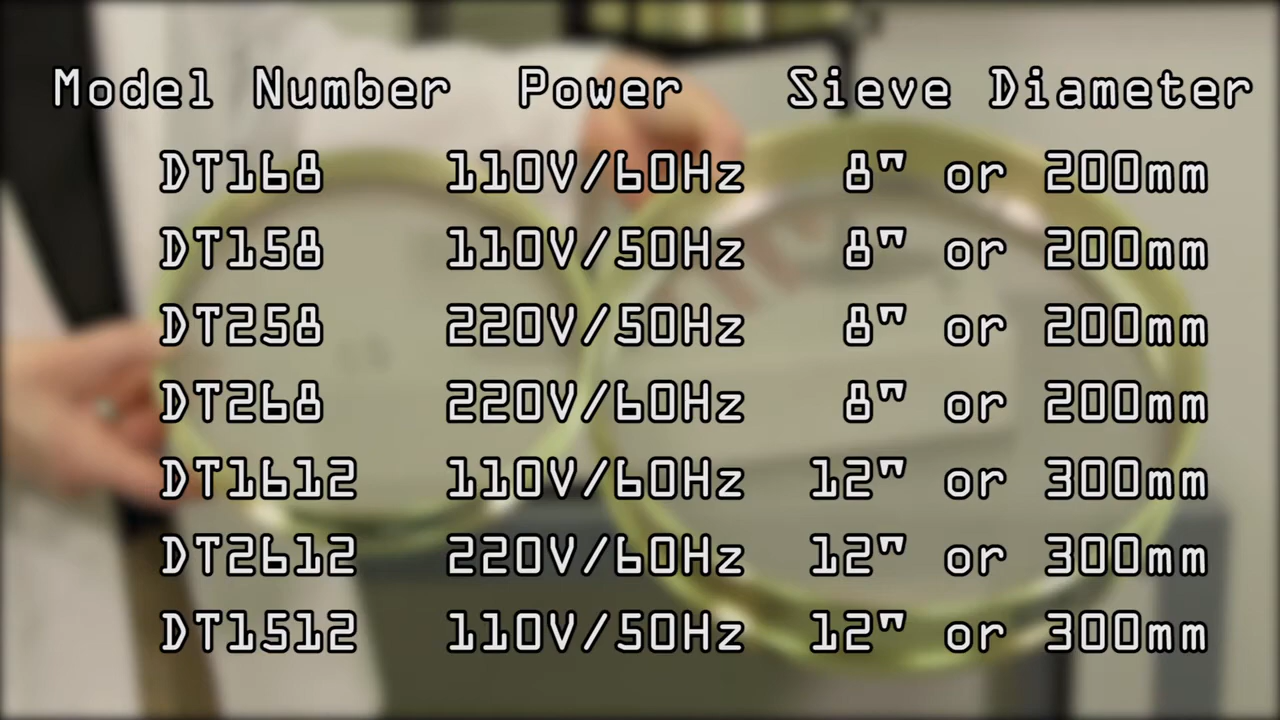 Model Number Power Sieve Diameter
DT168 110V/60Hz 8" or 200mm
DT158 110V/50Hz 8" or 200mm
DT258 220V/50Hz 8" or 200mm
DT268 220V/60Hz 8" or 200mm
DT1612 110V/60Hz 12" or 300mm
DT2612 220V/60Hz 12" or 300mm
DT1512 110V/50Hz 12" or 300mm